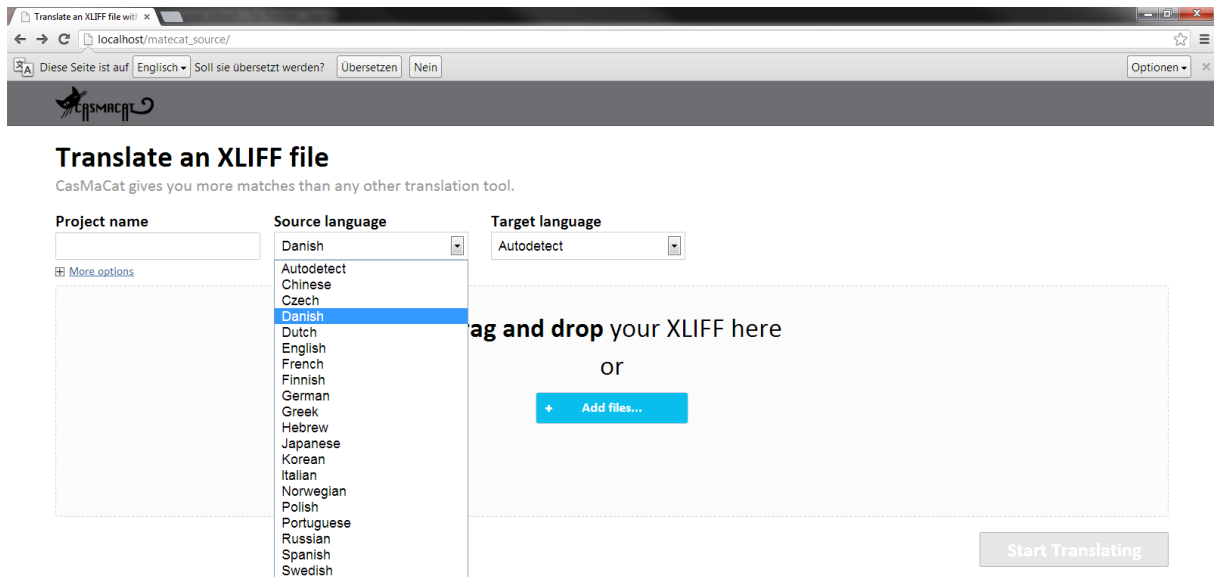 Translate an XLIFF file with
localhost/matecat_source/
Diese Seite ist auf Englisch Soll sie übersetzt werden? Übersetzen Nein Optionen
CASMACAT
Translate an XLIFF file
CasMaCat gives you more matches than any other translation tool.
Project name Source language Target language
Danish Autodetect
More options
Autodetect
Chinese
Czech
Danish
Dutch
English
French
Finnish
German
Greek
Hebrew
Japanese
Korean
Italian
Norwegian
Polish
Portuguese
Russian
Spanish
Swedish
rag and drop your XLIFF here
or
+ Add files...
Start Translating